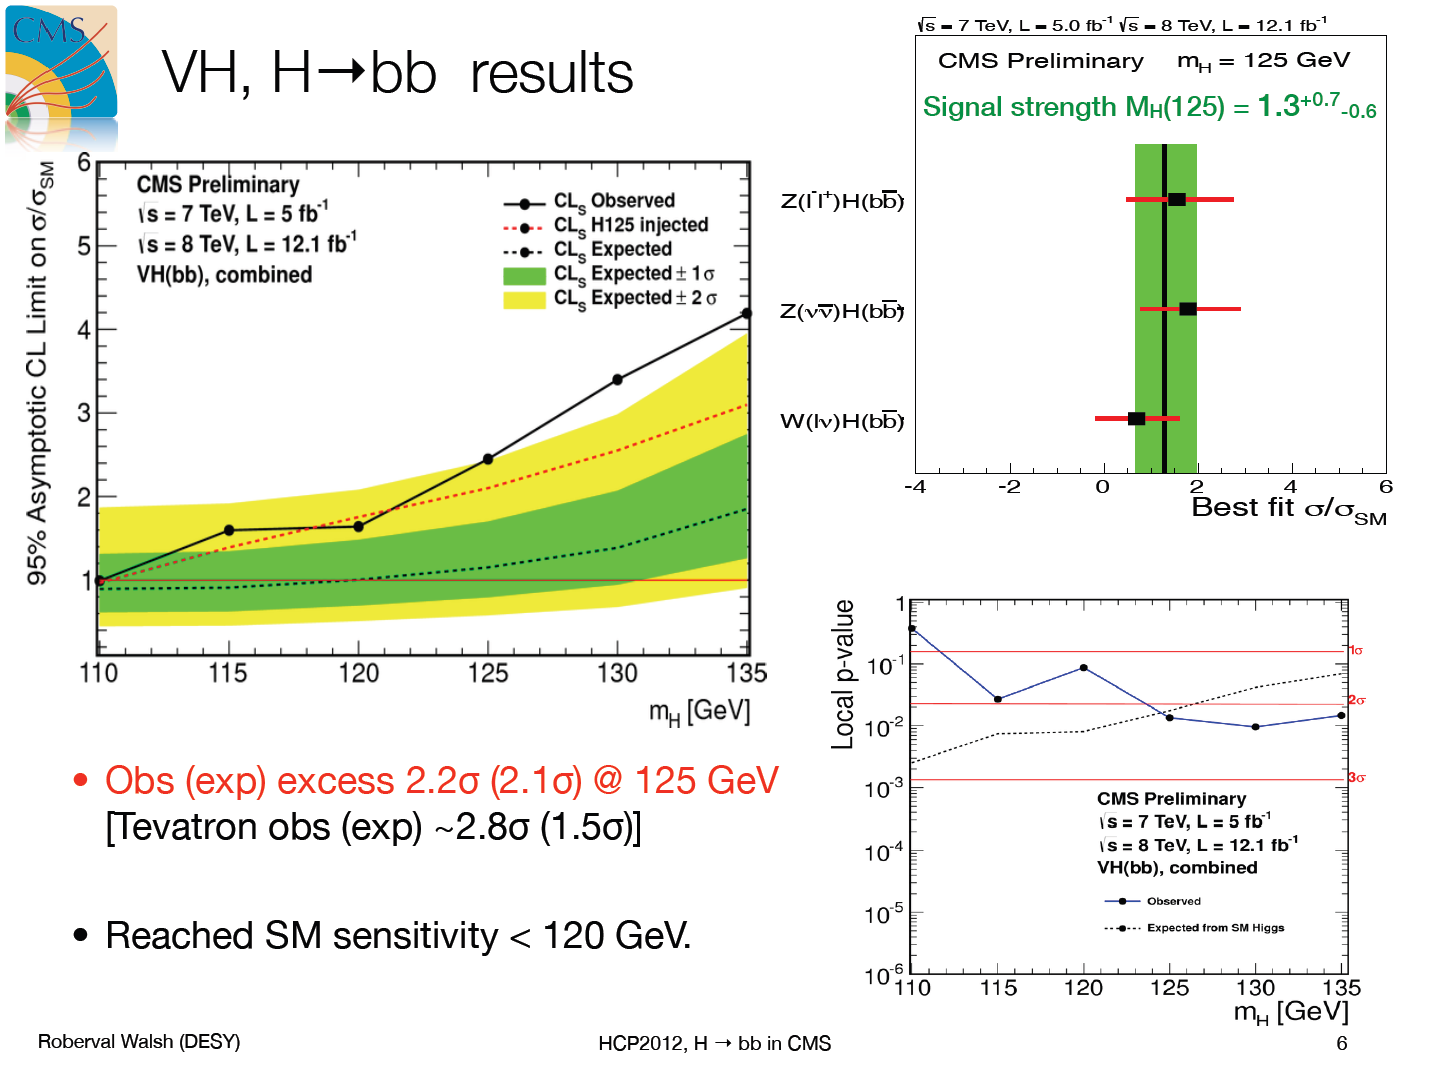 CMS
VH, H→bb results
6
5
4
3
2
1
95% Asymptotic CL Limit on σ/σSM
CMS Preliminary
√s = 7 TeV, L = 5 fb-1
√s = 8 TeV, L = 12.1 fb-1
VH(bb), combined
CLS Observed
CLS H125 injected
CLS Expected
CLS Expected ± 1σ
CLS Expected ± 2 σ
110 115 120 125 130 135
mH [GeV]
√s = 7 TeV, L = 5.0 fb-1 √s = 8 TeV, L = 12.1 fb-1
CMS Preliminary mH = 125 GeV
Signal strength MH(125) = 1.3+0.7-0.6
Z(l-l+)H(bb̅)
Z(νν̅)H(bb̅)
W(lν)H(bb̅)
-4 -2 0 2 4 6
Best fit σ/σSM
Local p-value
1
10-1
10-2
10-3
10-4
10-5
10-6
1σ
2σ
3σ
CMS Preliminary
√s = 7 TeV, L = 5 fb-1
√s = 8 TeV, L = 12.1 fb-1
VH(bb), combined
Observed
Expected from SM Higgs
110 115 120 125 130 135
mH [GeV]
• Obs (exp) excess 2.2σ (2.1σ) @ 125 GeV
[Tevatron obs (exp) ~2.8σ (1.5σ)]
• Reached SM sensitivity < 120 GeV.
Roberval Walsh (DESY)
HCP2012, H → bb in CMS
6